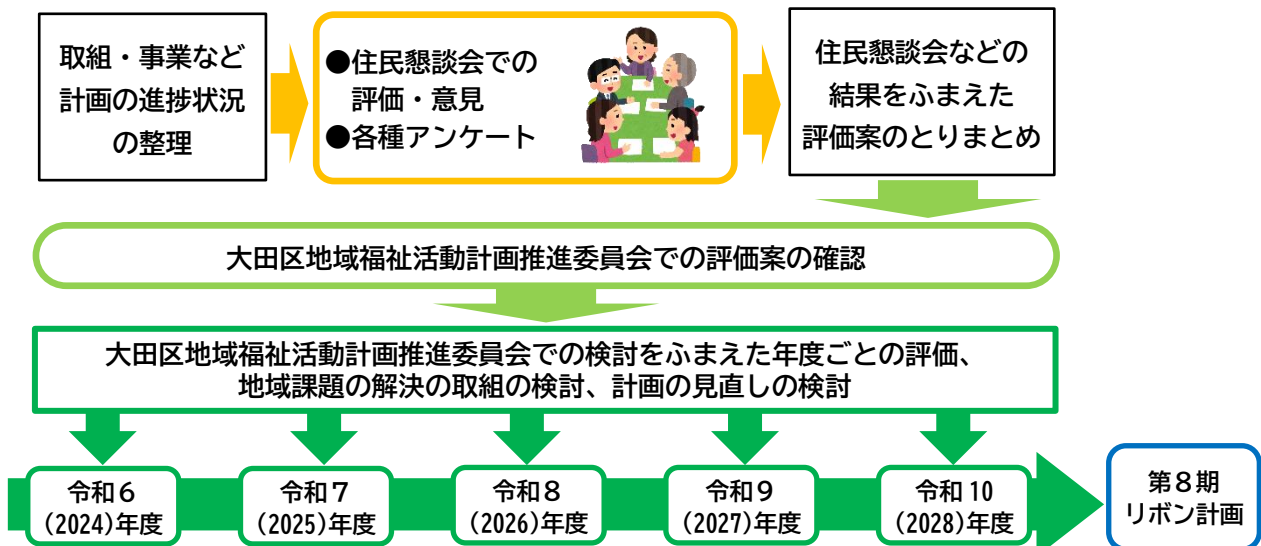 取組・事業など
計画の進捗状況
の整理
●住民懇談会での
評価・意見
●各種アンケート
住民懇談会などの
結果をふまえた
評価案のとりまとめ
大田区地域福祉活動計画推進委員会での評価案の確認
大田区地域福祉活動計画推進委員会での検討をふまえた年度ごとの評価、
地域課題の解決の取組の検討、計画の見直しの検討
令和６
(2024)年度
令和７
(2025)年度
令和８
(2026)年度
令和９
(2027)年度
令和 10
(2028)年度
第８期
リボン計画